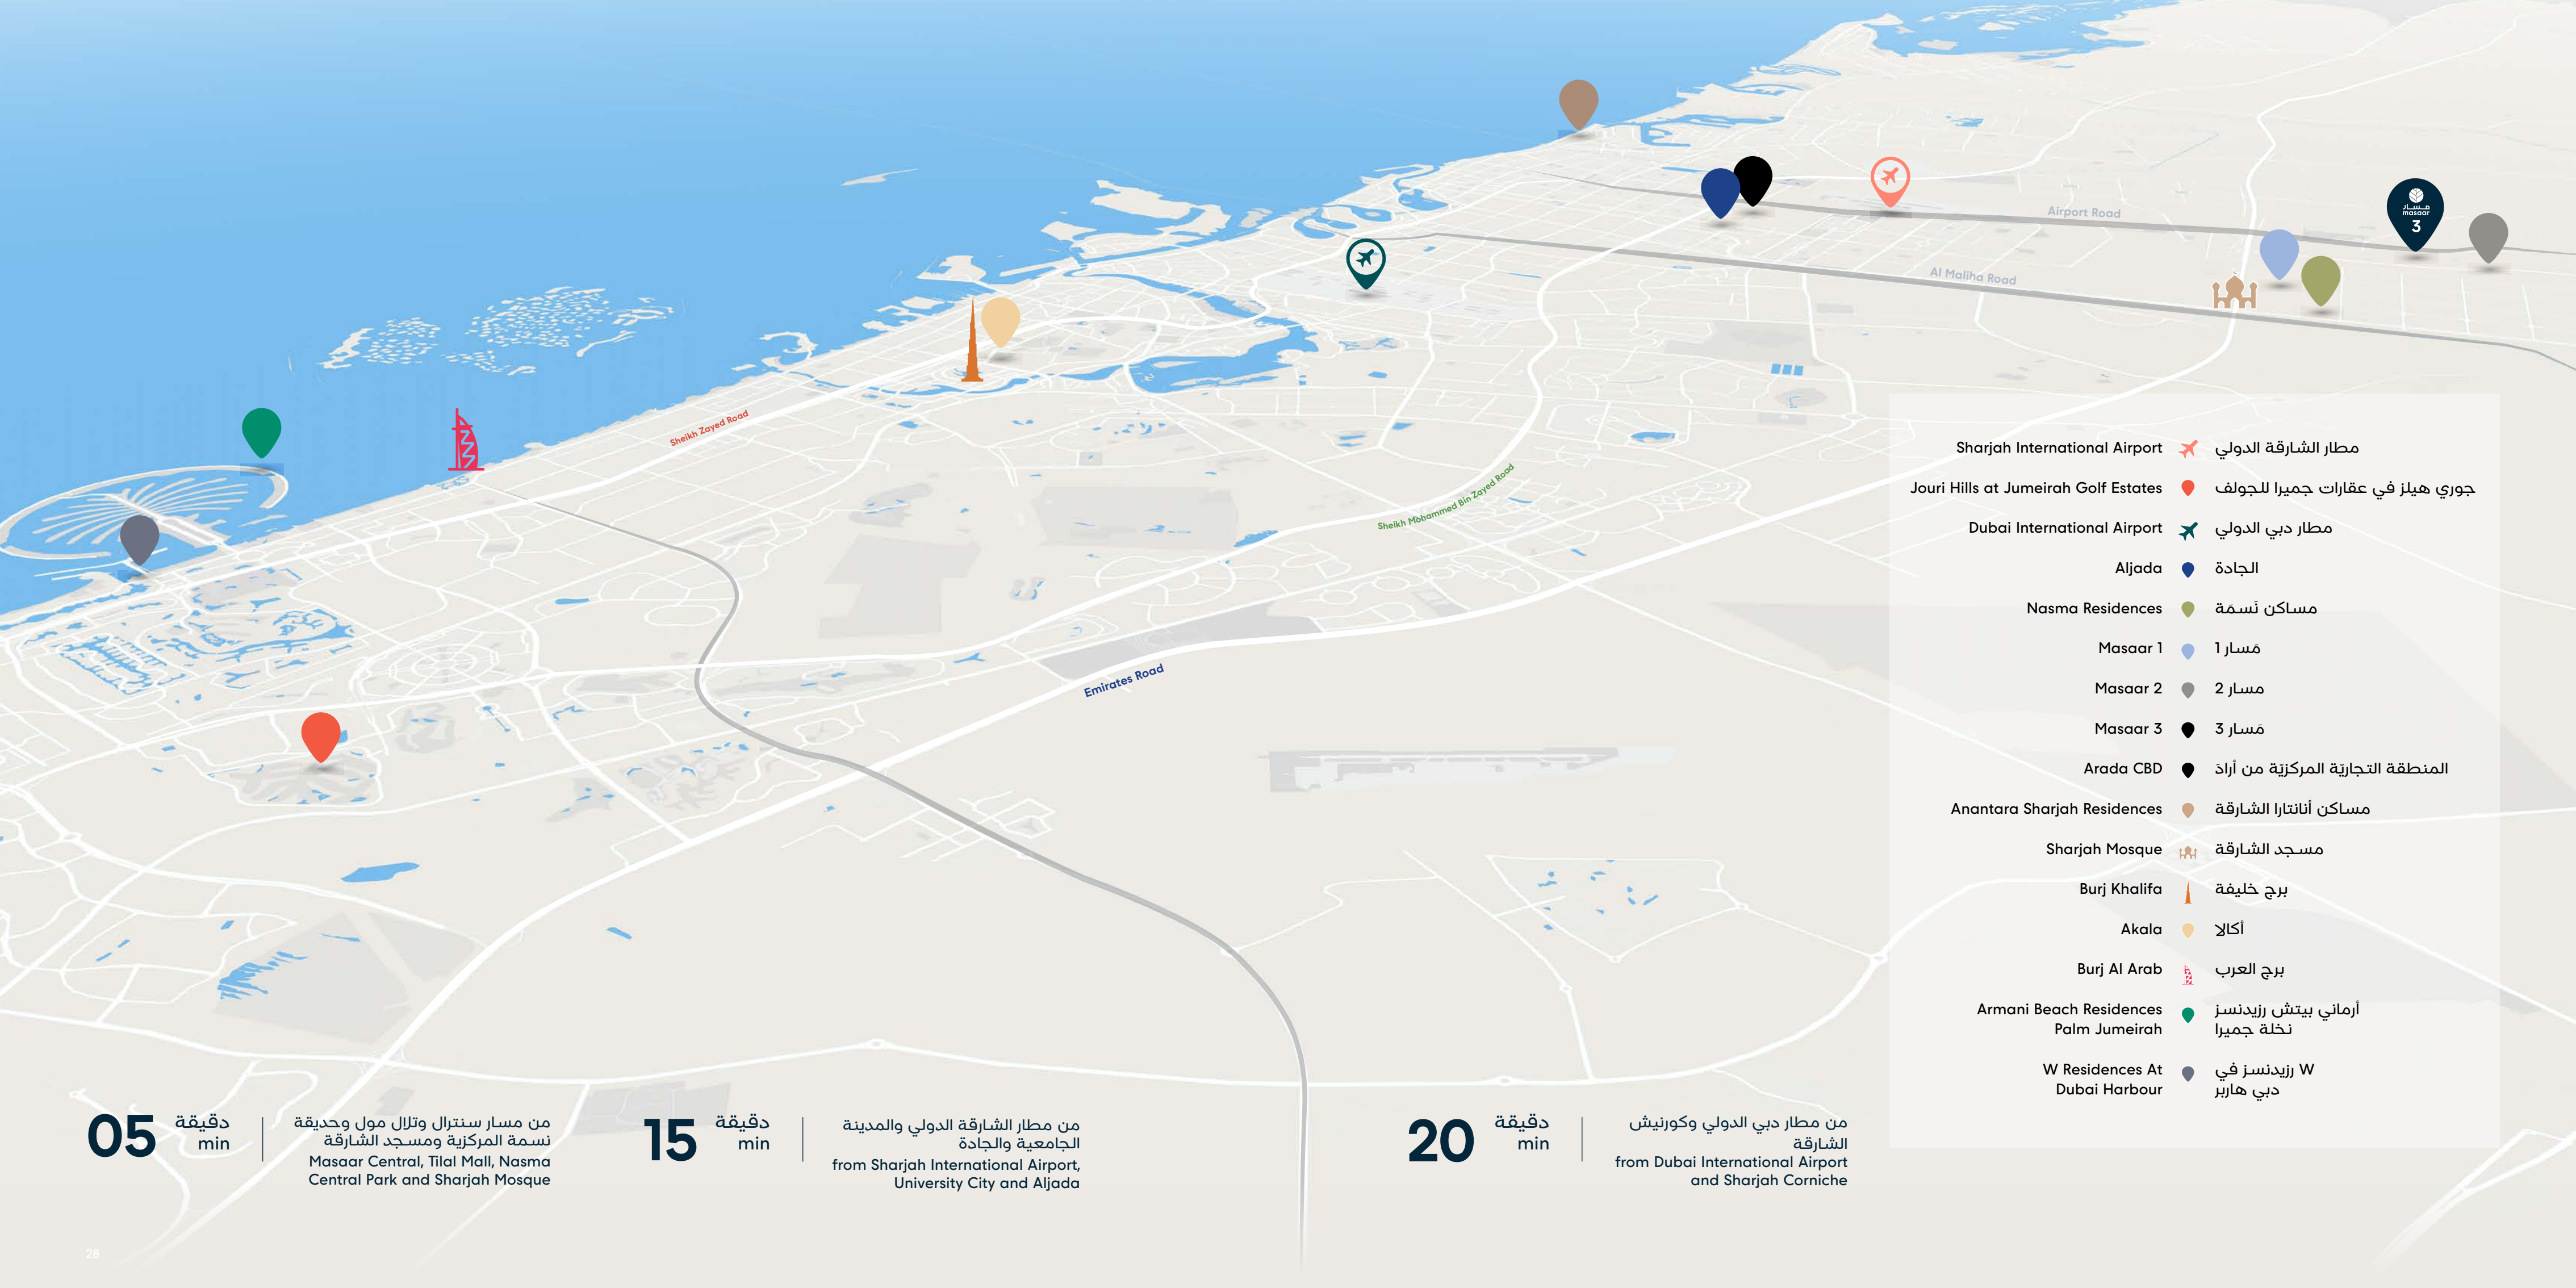 مسار
masaar
3
Airport Road
Al Maliha Road
Sheikh Zayed Road
Sheikh Mohammed Bin Zayed Road
Emirates Road
Sharjah International Airport
مطار الشارقة الدولي
Jouri Hills at Jumeirah Golf Estates
جوري هيلز في عقارات جميرا للجولف
Dubai International Airport
مطار دبي الدولي
Aljada
الجادة
Nasma Residences
مساكن نَسمَة
Masaar 1
مَسار 1
Masaar 2
مسار 2
Masaar 3
مَسار 3
Arada CBD
المنطقة التجاريّة المركزيّة من أرادَ
Anantara Sharjah Residences
مساكن أنانتارا الشارقة
Sharjah Mosque
مسجد الشارقة
Burj Khalifa
برج خليفة
Akala
أكالا
Burj Al Arab
برج العرب
Armani Beach Residences
Palm Jumeirah
أرماني بيتش رزيدنسز
نخلة جميرا
W Residences At
Dubai Harbour
W رزيدنسز في
دبي هاربر
05
دقيقة
min
من مسار سنترال وتلال مول وحديقة
نسمة المركزية ومسجد الشارقة
Masaar Central, Tilal Mall, Nasma
Central Park and Sharjah Mosque
15
دقيقة
min
من مطار الشارقة الدولي والمدينة
الجامعية والجادة
from Sharjah International Airport,
University City and Aljada
20
دقيقة
min
من مطار دبي الدولي وكورنيش
الشارقة
from Dubai International Airport
and Sharjah Corniche
28